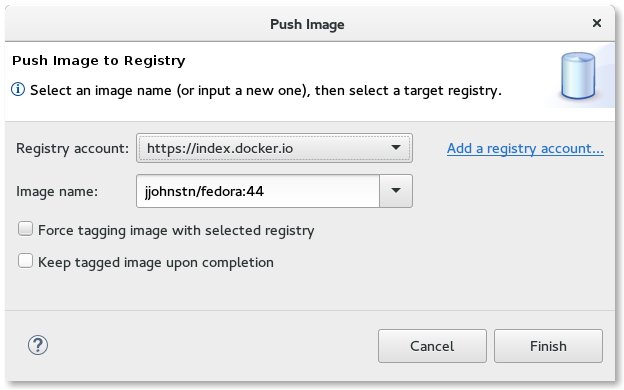 Push Image
Push Image to Registry
Select an image name (or input a new one), then select a target registry.
Registry account: https://index.docker.io Add a registry account...
Image name: jjohnstn/fedora:44
Force tagging image with selected registry
Keep tagged image upon completion
Cancel Finish